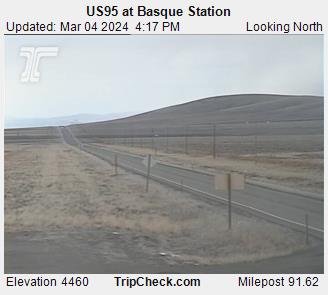 US95 at Basque Station
Updated: Mar 04 2024 4:17 PM Looking North
Elevation 4460 TripCheck.com Milepost 91.62